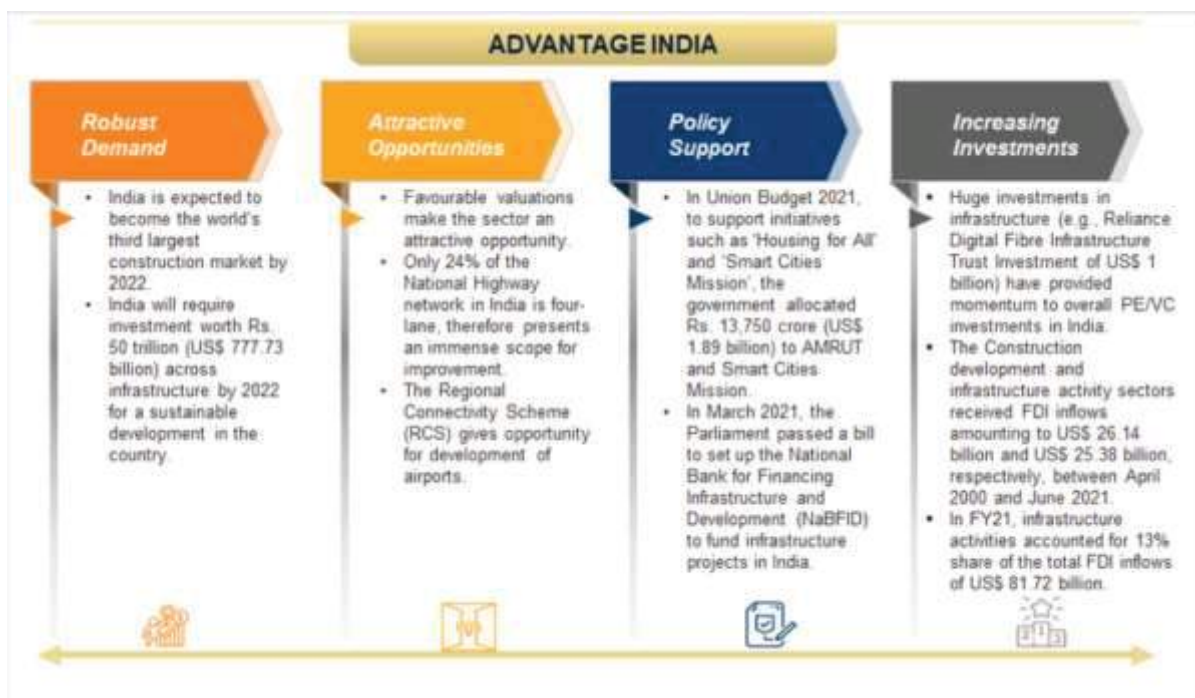 ADVANTAGE INDIA
Robust
Demand
• India is expected to
become the world's
third largest
construction market by
2022.
• India will require
investment worth Rs.
50 trillion (US$ 777.73
billion) across
infrastructure by 2022
for a sustainable
development in the
country.
Attractive
Opportunities
• Favourable valuations
make the sector an
attractive opportunity.
• Only 24% of the
National Highway
network in India is four-
lane, therefore presents
an immense scope for
improvement.
• The Regional
Connectivity Scheme
(RCS) gives opportunity
for development of
airports.
Policy
Support
• In Union Budget 2021,
to support initiatives
such as 'Housing for All'
and 'Smart Cities
Mission', the
government allocated
Rs. 13,750 crore (US$
1.89 billion) to AMRUT
and Smart Cities
Mission.
• In March 2021, the
Parliament passed a bill
to set up the National
Bank for Financing
Infrastructure and
Development (NaBFID)
to fund infrastructure
projects in India.
Increasing
Investments
• Huge investments in
infrastructure (e.g., Reliance
Digital Fibre Infrastructure
Trust Investment of US$ 1
billion) have provided
momentum to overall PE/VC
investments in India.
• The Construction
development and
infrastructure activity sectors
received FDI inflows
amounting to US$ 26.14
billion and US$ 25.38 billion,
respectively, between April
2000 and June 2021.
• In FY21, infrastructure
activities accounted for 13%
share of the total FDI inflows
of US$ 81.72 billion.
2 1 3